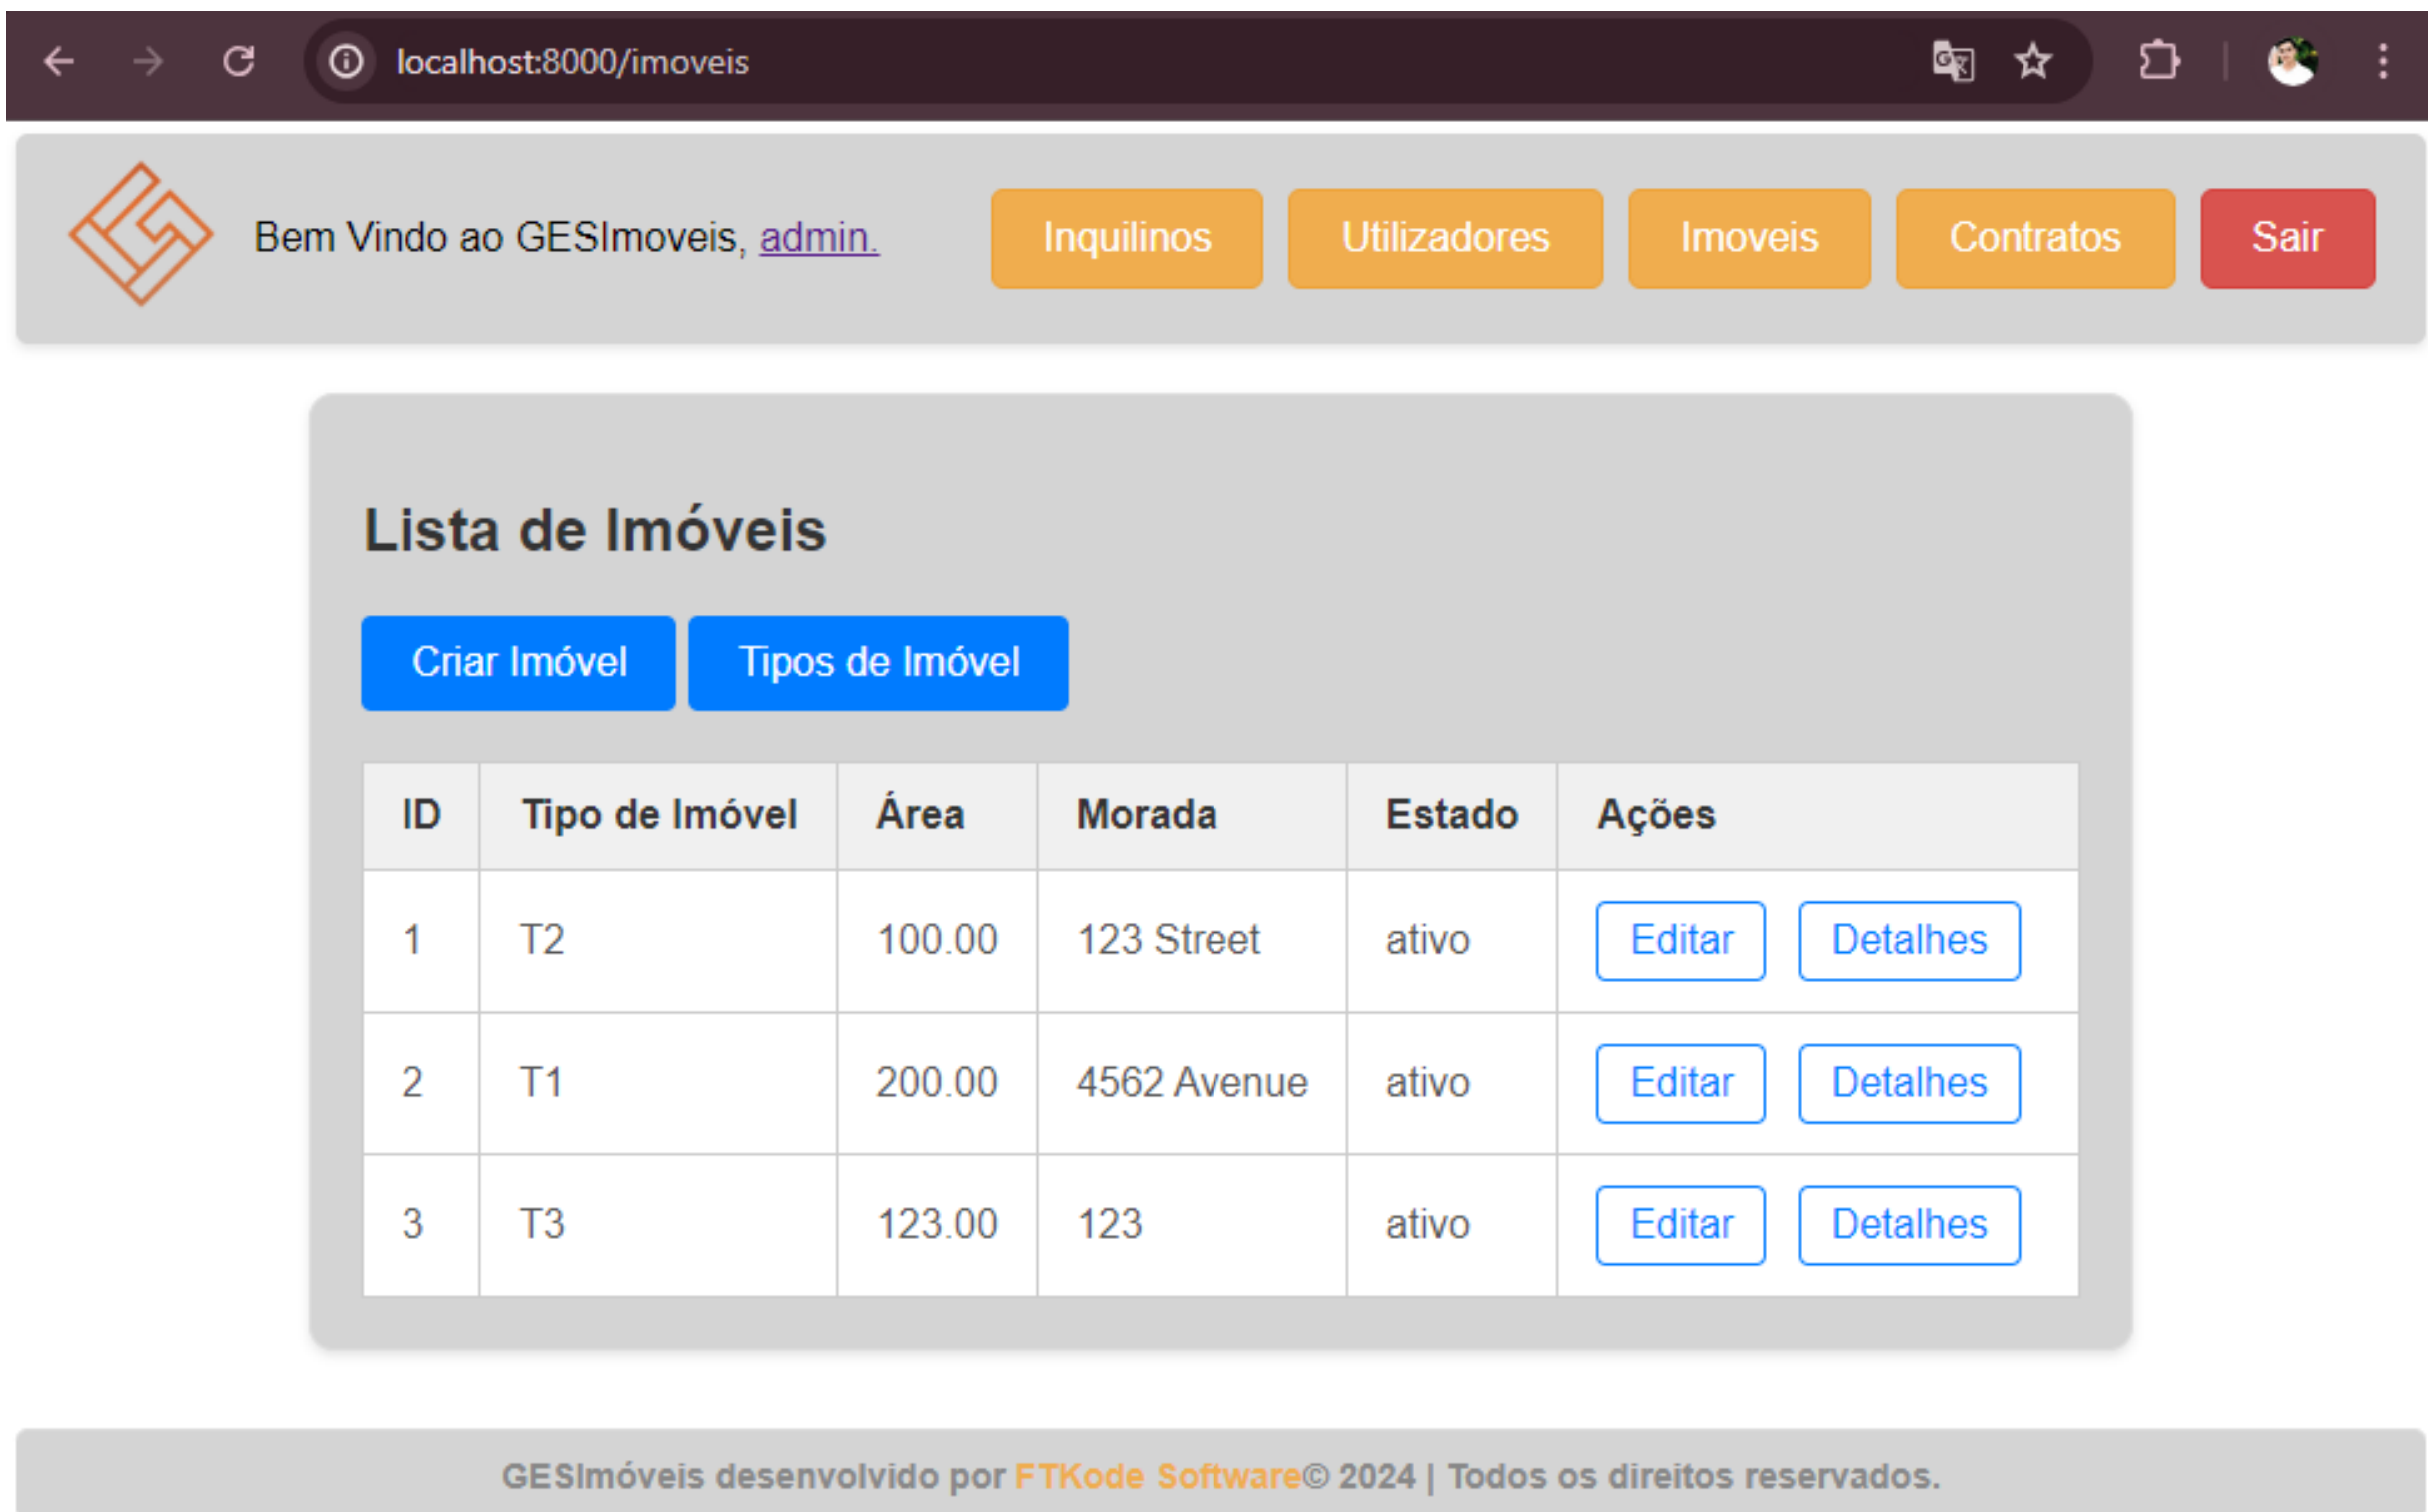 localhost:8000/imoveis
Bem Vindo ao GESImoveis, admin. Inquilinos Utilizadores Imoveis Contratos Sair
Lista de Imóveis
Criar Imóvel Tipos de Imóvel
ID Tipo de Imóvel Área Morada Estado Ações
1 T2 100.00 123 Street ativo Editar Detalhes
2 T1 200.00 4562 Avenue ativo Editar Detalhes
3 T3 123.00 123 ativo Editar Detalhes
GESImóveis desenvolvido por FTKode Software© 2024 | Todos os direitos reservados.